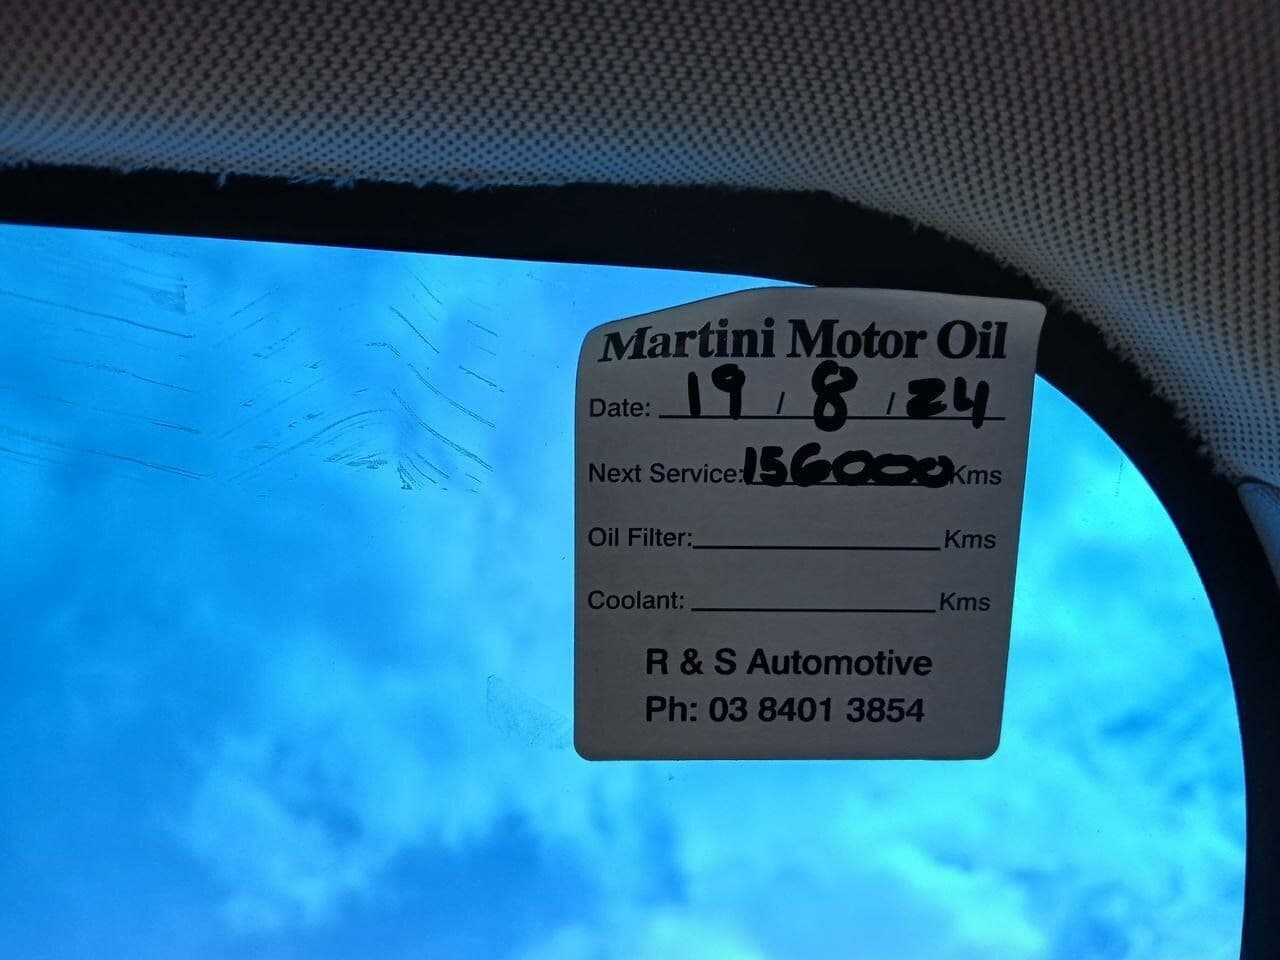 Martini Motor Oil
Date: 19 / 8 / 24
Next Service: 156000 Kms
Oil Filter: Kms
Coolant: Kms
R & S Automotive
Ph: 03 8401 3854